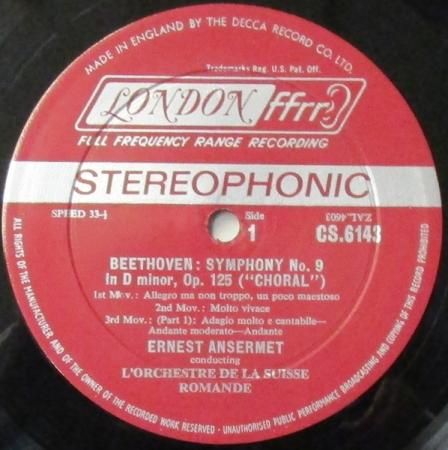 MADE IN ENGLAND BY THE DECCA RECORD CO. LTD.
Trademarks Reg. U.S. Pat. Off.
LONDON ffrr
FULL FREQUENCY RANGE RECORDING
STEREOPHONIC
SPEED 33⅓
Side
1
ZAL.4603
CS.6143
BEETHOVEN: SYMPHONY No. 9
in D minor, Op. 125 ("CHORAL")
1st Mov.: Allegro ma non troppo, un poco maestoso
2nd Mov.: Molto vivace
3rd Mov.: (Part 1): Adagio molto e cantabile—
Andante moderato—Andante
ERNEST ANSERMET
conducting
L'ORCHESTRE DE LA SUISSE
ROMANDE
ALL RIGHTS OF THE MANUFACTURER AND OF THE OWNER OF THE RECORDED WORK RESERVED · UNAUTHORISED PUBLIC PERFORMANCE BROADCASTING AND COPYING OF THIS RECORD PROHIBITED